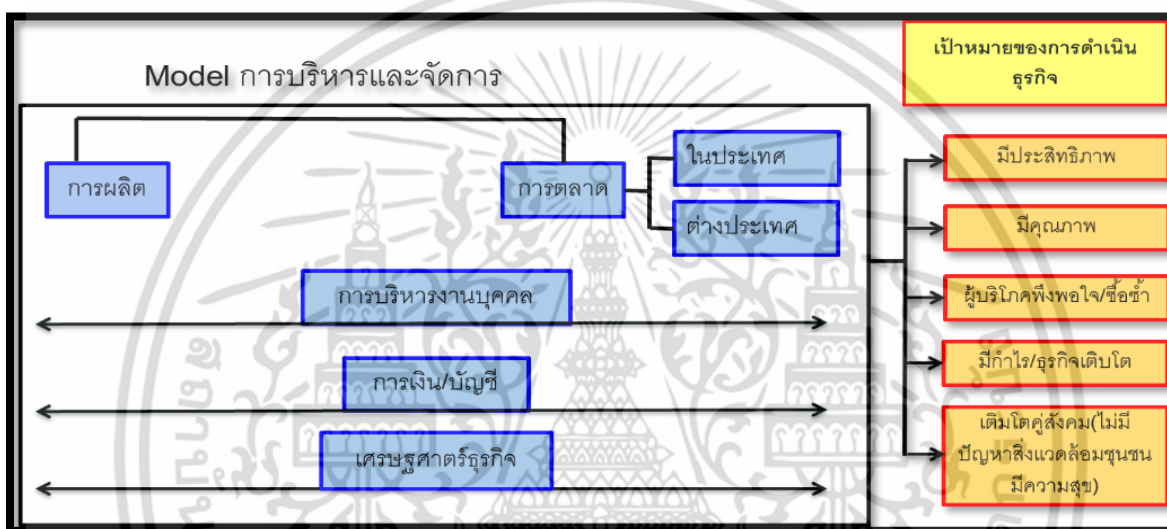 เป้าหมายของการดำเนิน
ธุรกิจ
Model การบริหารและจัดการ
การผลิต
การตลาด
ในประเทศ
ต่างประเทศ
การบริหารงานบุคคล
การเงิน/บัญชี
เศรษฐศาตร์ธุรกิจ
มีประสิทธิภาพ
มีคุณภาพ
ผู้บริโภคพึงพอใจ/ซื้อซ้ำ
มีกำไร/ธุรกิจเติบโต
เติมโตคู่สังคม(ไม่มี
ปัญหาสิ่งแวดล้อมชุนชน
มีความสุข)